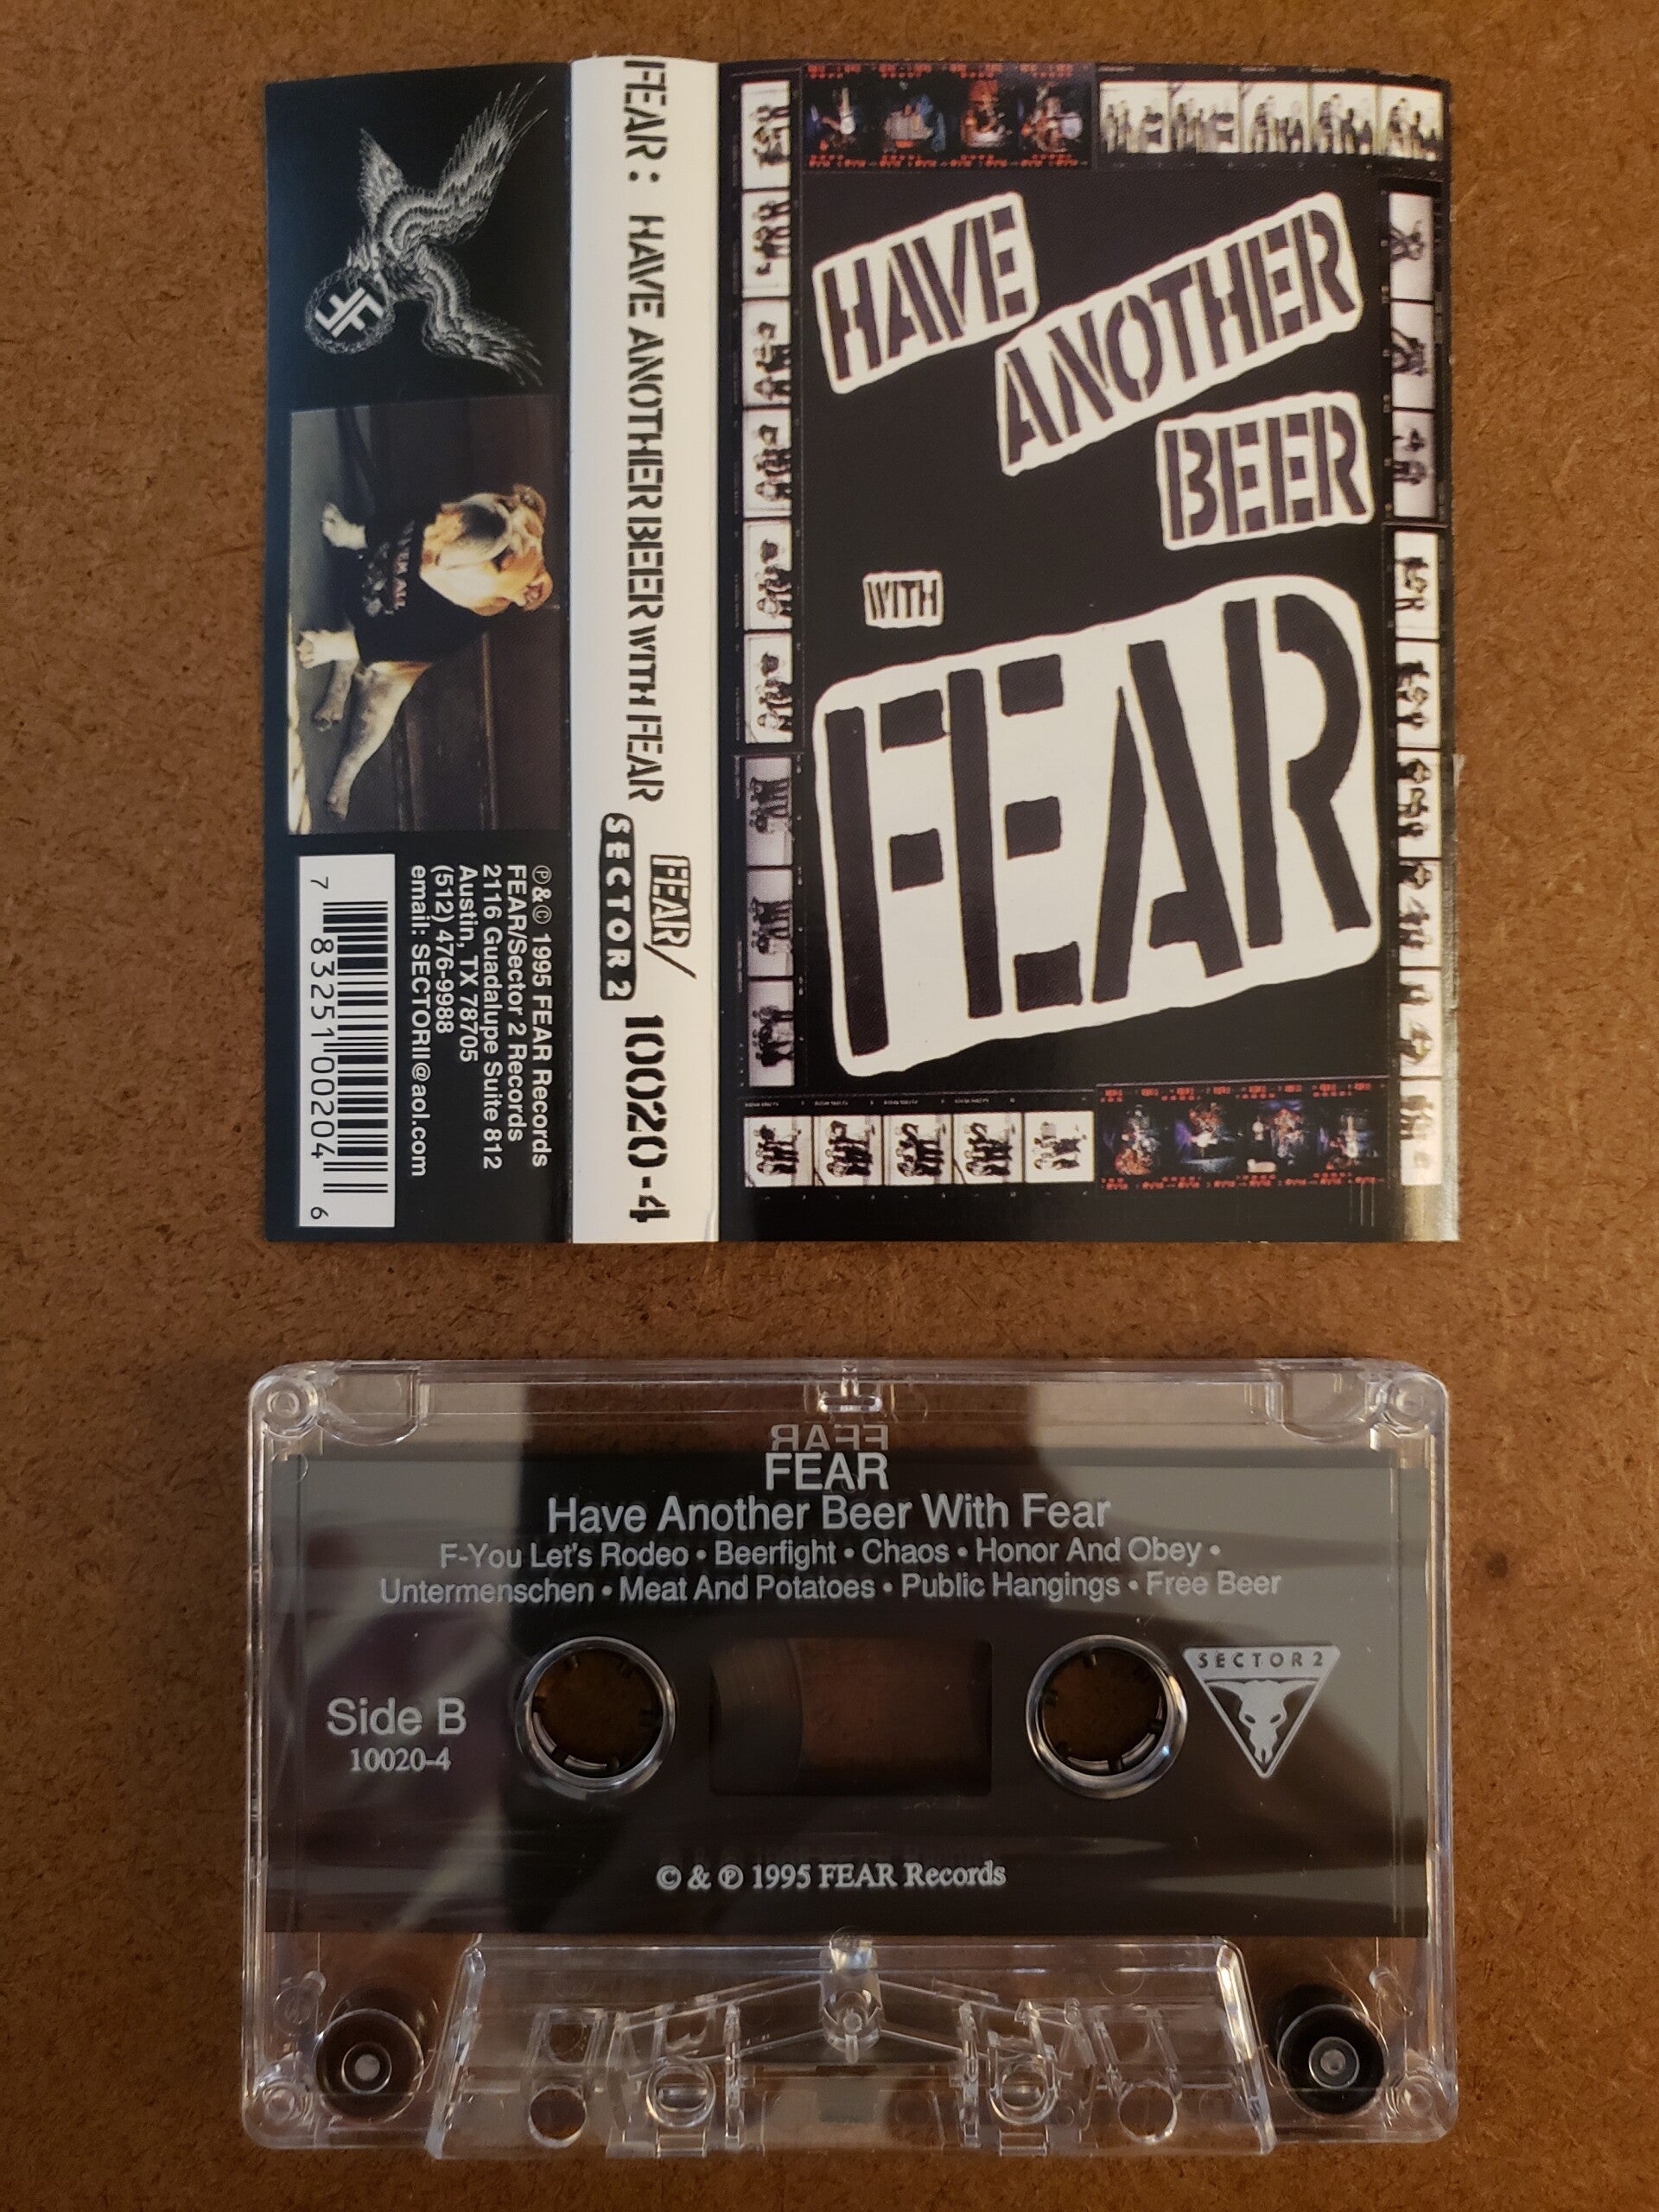 HAVE
ANOTHER
BEER
WITH
FEAR
FEAR: HAVE ANOTHER BEER WITH FEAR
FEAR/
SECTOR 2
10020-4
℗ & © 1995 FEAR Records
FEAR/Sector 2 Records
2116 Guadalupe Suite 812
Austin, TX 78705
(512) 476-9988
email: SECTORII@aol.com
7 83251 00204 6
FEAR
FEAR
Have Another Beer With Fear
F-You Let's Rodeo • Beerfight • Chaos • Honor And Obey •
Untermenschen • Meat And Potatoes • Public Hangings • Free Beer
SECTOR 2
Side B
10020-4
© & ℗ 1995 FEAR Records